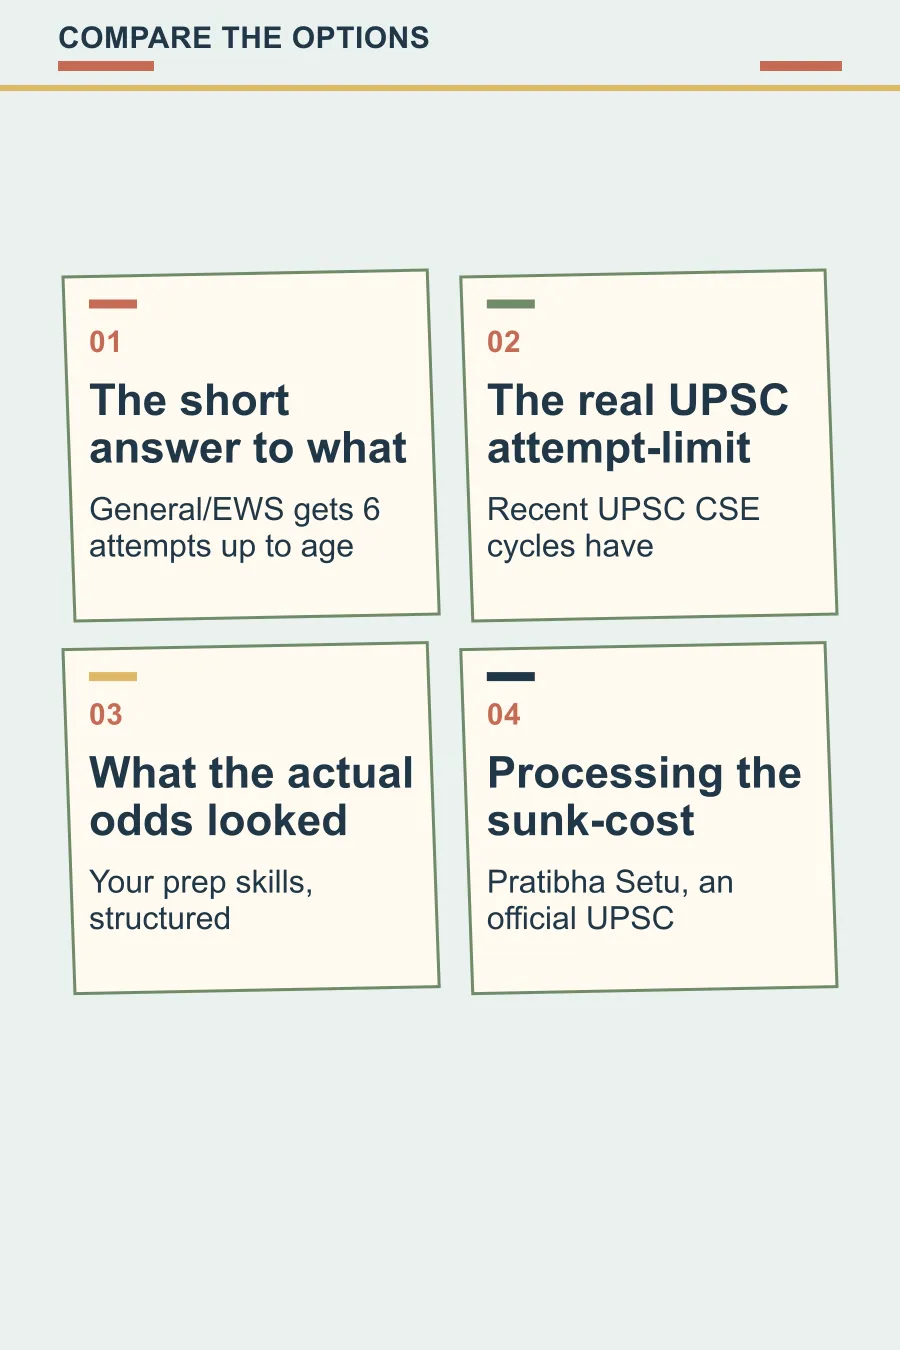 COMPARE THE OPTIONS
01
The short
answer to what
General/EWS gets 6
attempts up to age
02
The real UPSC
attempt-limit
Recent UPSC CSE
cycles have
03
What the actual
odds looked
Your prep skills,
structured
04
Processing the
sunk-cost
Pratibha Setu, an
official UPSC